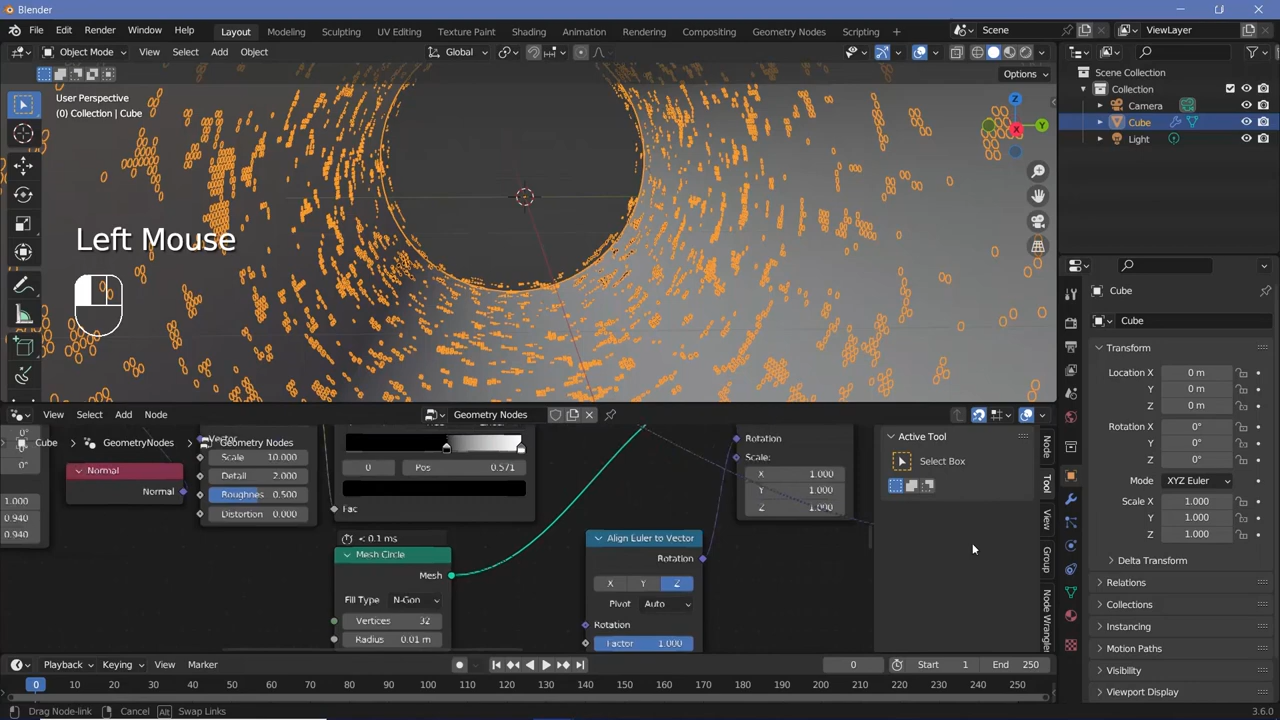 Blender
File Edit Render Window Help Layout Modeling Sculpting UV Editing Texture Paint Shading Animation Rendering Compositing Geometry Nodes Scripting + Scene ViewLayer
Object Mode View Select Add Object Global
Options
User Perspective
(0) Collection | Cube
Z
Y
X
Left Mouse
Scene Collection
Collection
Camera
Cube
Light
Cube
Cube
Transform
Location X 0 m
Y 0 m
Z 0 m
Rotation X 0°
Y 0°
Z 0°
Mode XYZ Euler
Scale X 1.000
Y 1.000
Z 1.000
Delta Transform
Relations
Collections
Instancing
Motion Paths
Visibility
Viewport Display
View Select Add Node Geometry Nodes
Cube > GeometryNodes > Geometry Nodes
0°
0°
0°
1.000
0.940
0.940
Normal
Normal
Vector
Scale 10.000
Detail 2.000
Roughness 0.500
Distortion 0.000
0 Pos 0.571
Fac
< 0.1 ms
Mesh Circle
Mesh
Fill Type N-Gon
Vertices 32
Radius 0.01 m
Align Euler to Vector
Rotation
X Y Z
Pivot Auto
Rotation
Factor 1.000
Rotation
Scale:
X 1.000
Y 1.000
Z 1.000
Active Tool
Select Box
Node
Tool
View
Group
Node Wrangler
Playback Keying View Marker 0 Start 1 End 250
0 10 20 30 40 50 60 70 80 90 100 110 120 130 140 150 160 170 180 190 200 210 220 230 240 250
Drag Node-link Cancel Alt Swap Links 3.6.0